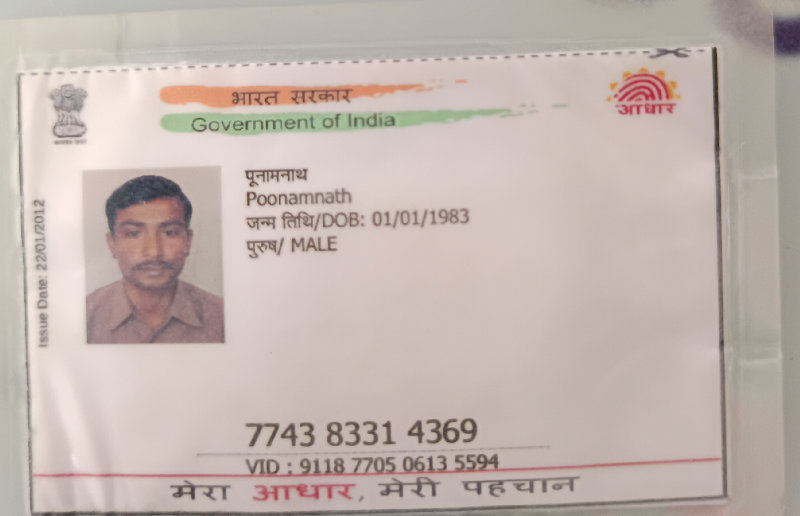 भारत सरकार
Government of India
आधार
पूनामनाथ
Poonamnath
जन्म तिथि/DOB: 01/01/1983
पुरुष/ MALE
Issue Date: 22/01/2012
7743 8331 4369
VID : 9118 7705 0613 5594
मेरा आधार, मेरी पहचान